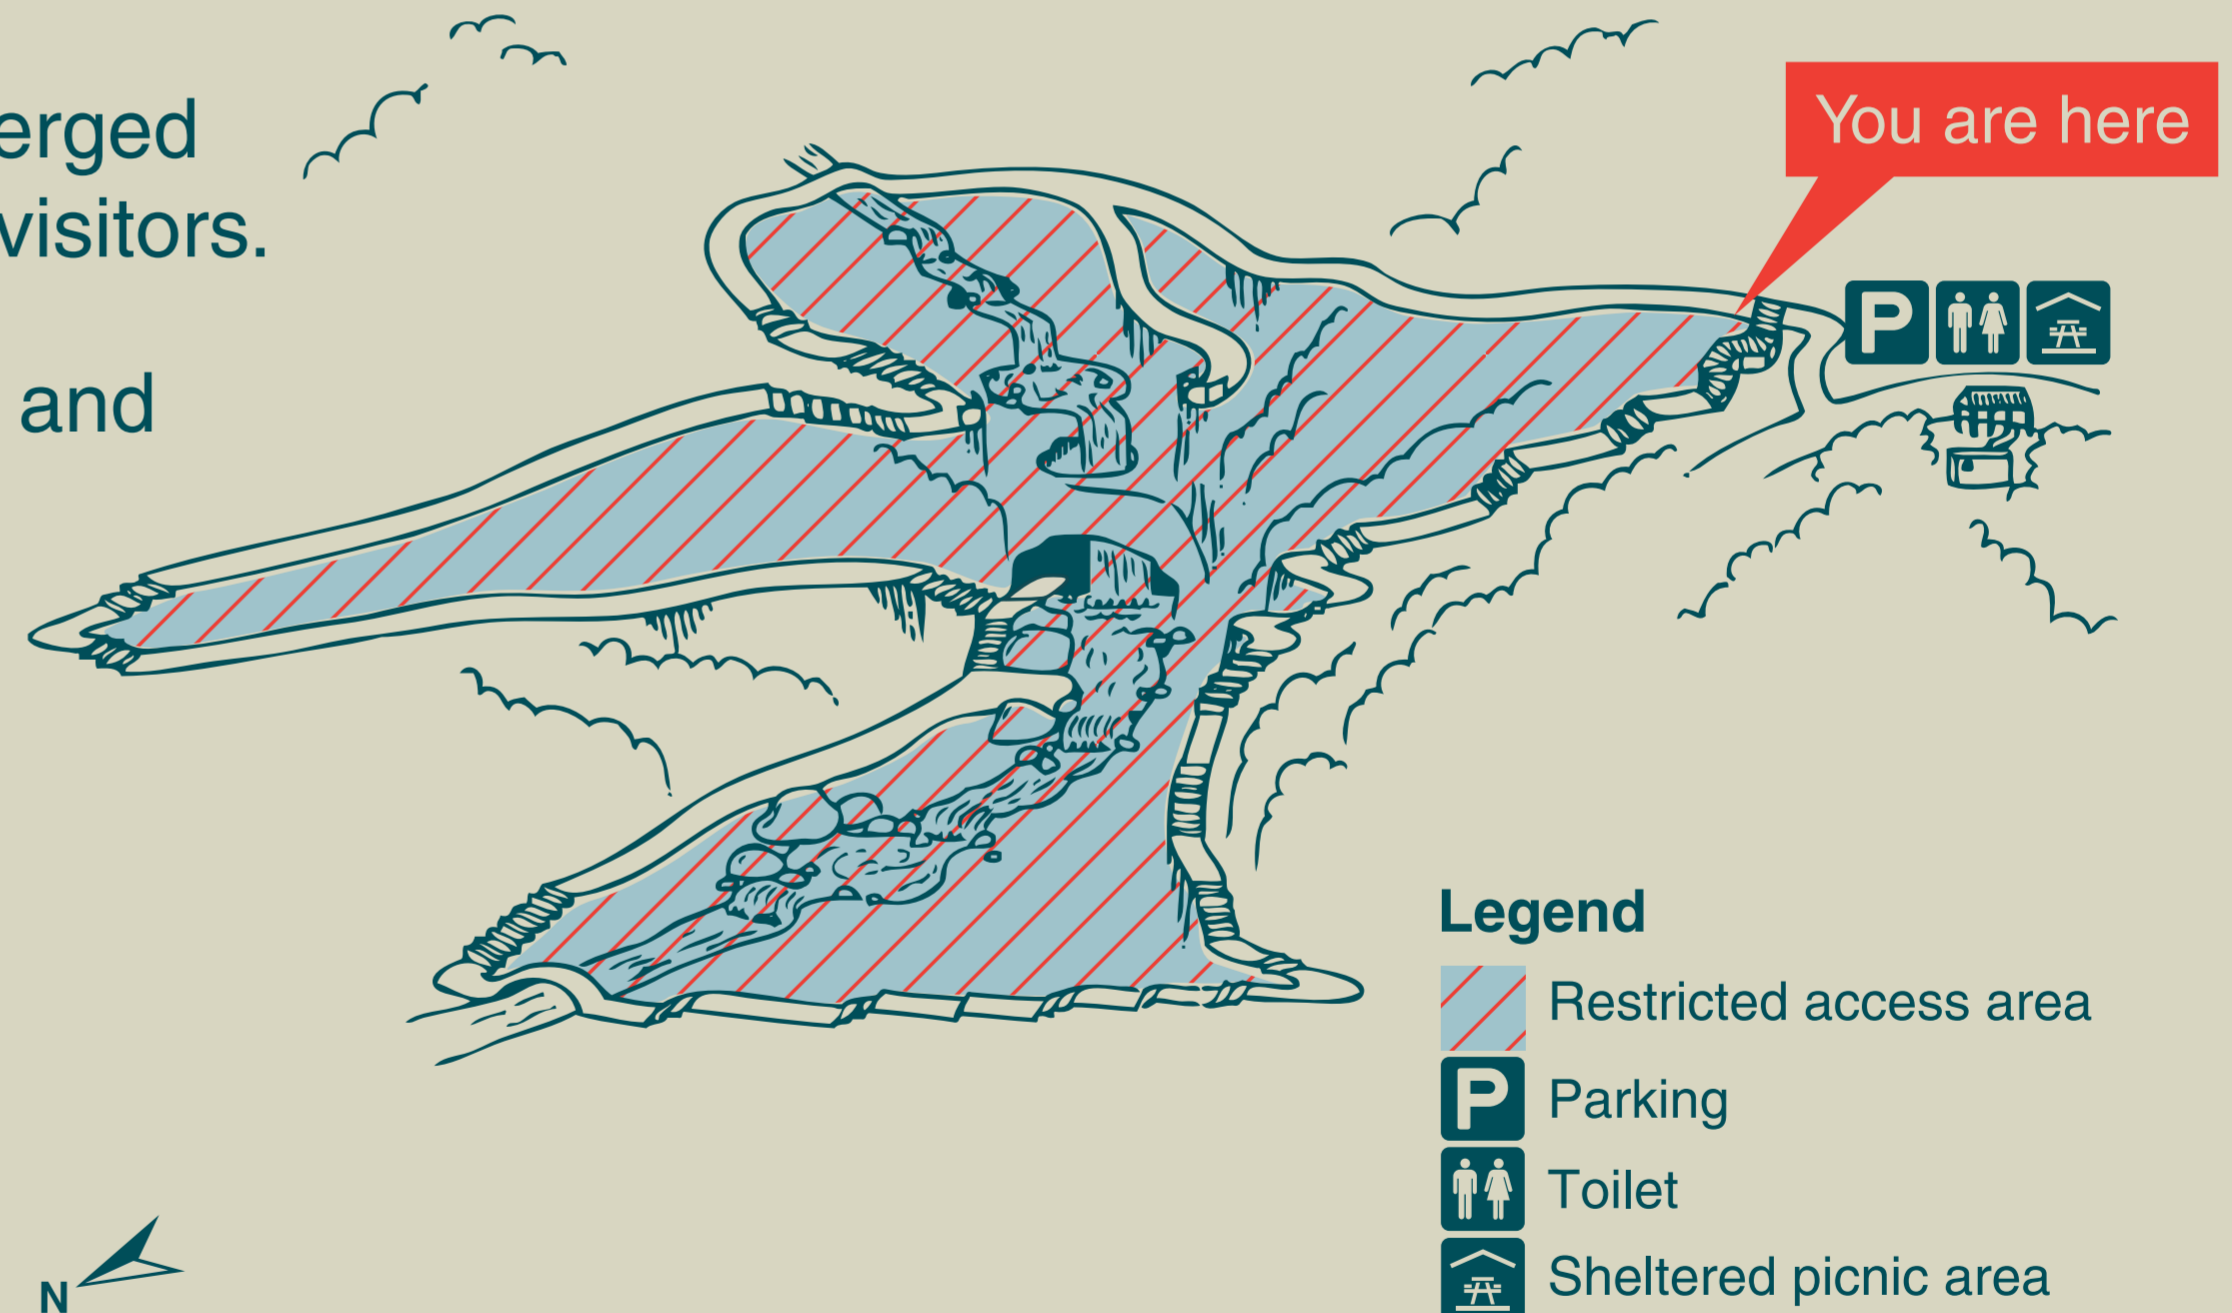 erged
visitors.
and
You are here
P
Legend
Restricted access area
P Parking
Toilet
Sheltered picnic area
N